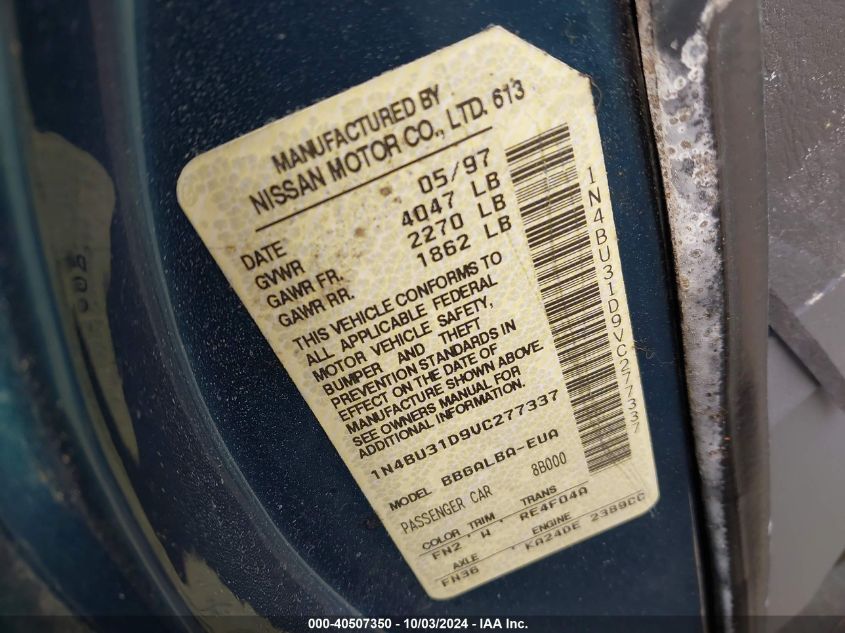 MANUFACTURED BY
NISSAN MOTOR CO., LTD. 613
DATE 05/97
GVWR 4047 LB
GAWR FR. 2270 LB
GAWR RR. 1862 LB
THIS VEHICLE CONFORMS TO
ALL APPLICABLE FEDERAL
MOTOR VEHICLE SAFETY,
BUMPER AND THEFT
PREVENTION STANDARDS IN
EFFECT ON THE DATE OF
MANUFACTURE SHOWN ABOVE
SEE OWNERS MANUAL FOR
ADDITIONAL INFORMATION.
1N4BU31D9VC277337
MODEL BBGALBA-EUA
PASSENGER CAR 8B000
COLOR TRIM TRANS
FN2 'W' RE4F04A
AXLE ENGINE
FN36 'KA24DE 2389CC
1N4BU31D9VC277337
000-40507350 - 10/03/2024 - IAA Inc.